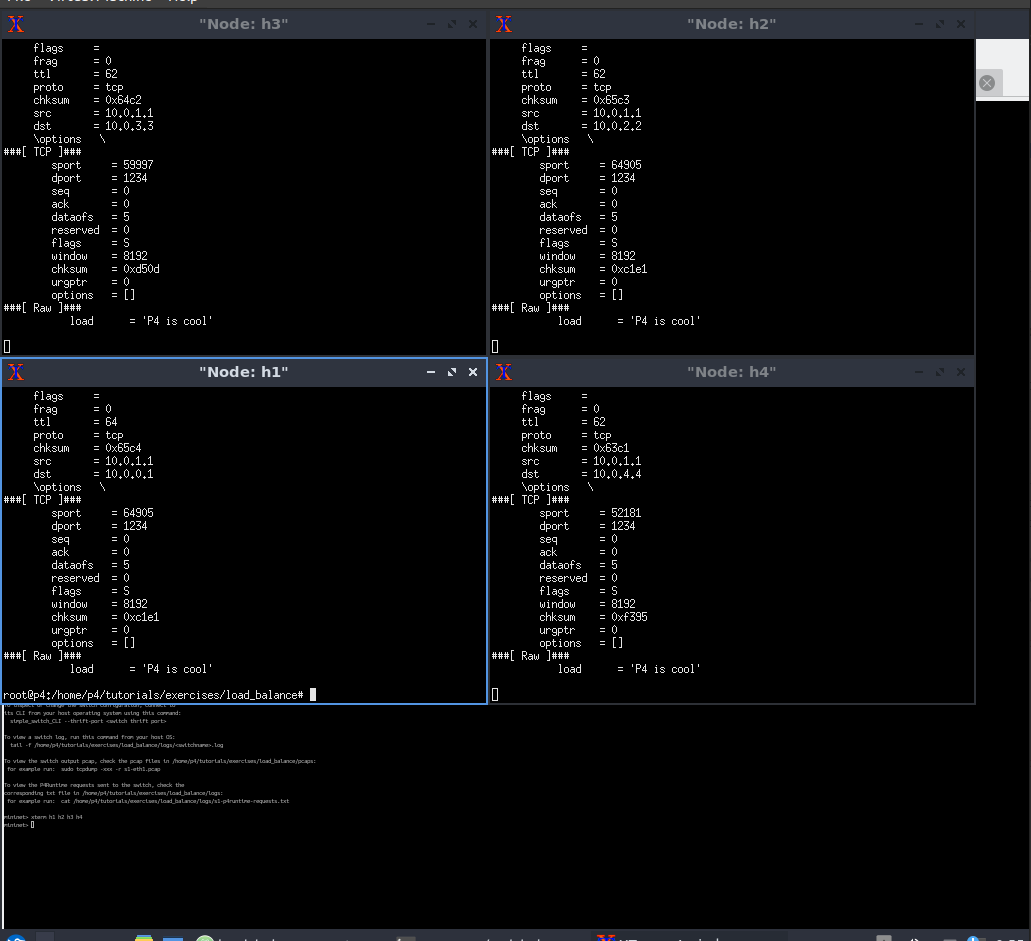 "Node: h3"
flags =
frag = 0
ttl = 62
proto = tcp
chksum = 0x64c2
src = 10.0.1.1
dst = 10.0.3.3
\options \
###[ TCP ]###
sport = 59997
dport = 1234
seq = 0
ack = 0
dataofs = 5
reserved = 0
flags = S
window = 8192
chksum = 0xd50d
urgptr = 0
options = []
###[ Raw ]###
load = 'P4 is cool'
"Node: h2"
flags =
frag = 0
ttl = 62
proto = tcp
chksum = 0x65c3
src = 10.0.1.1
dst = 10.0.2.2
\options \
###[ TCP ]###
sport = 64905
dport = 1234
seq = 0
ack = 0
dataofs = 5
reserved = 0
flags = S
window = 8192
chksum = 0xc1e1
urgptr = 0
options = []
###[ Raw ]###
load = 'P4 is cool'
"Node: h1"
flags =
frag = 0
ttl = 64
proto = tcp
chksum = 0x65c4
src = 10.0.1.1
dst = 10.0.0.1
\options \
###[ TCP ]###
sport = 64905
dport = 1234
seq = 0
ack = 0
dataofs = 5
reserved = 0
flags = S
window = 8192
chksum = 0xc1e1
urgptr = 0
options = []
###[ Raw ]###
load = 'P4 is cool'
root@p4:/home/p4/tutorials/exercises/load_balance#
"Node: h4"
flags =
frag = 0
ttl = 62
proto = tcp
chksum = 0x63c1
src = 10.0.1.1
dst = 10.0.4.4
\options \
###[ TCP ]###
sport = 52181
dport = 1234
seq = 0
ack = 0
dataofs = 5
reserved = 0
flags = S
window = 8192
chksum = 0xf395
urgptr = 0
options = []
###[ Raw ]###
load = 'P4 is cool'
its CLI from your host operating system using this command:
simple_switch_CLI --thrift-port <switch thrift port>
To view a switch log, run this command from your host OS:
tail -f /home/p4/tutorials/exercises/load_balance/logs/<switchname>.log
To view the switch output pcap, check the pcap files in /home/p4/tutorials/exercises/load_balance/pcaps:
for example run: sudo tcpdump -xxx -r s1-eth1.pcap
To view the P4Runtime requests sent to the switch, check the
corresponding txt file in /home/p4/tutorials/exercises/load_balance/logs:
for example run: cat /home/p4/tutorials/exercises/load_balance/logs/s1-p4runtime-requests.txt
mininet> xterm h1 h2 h3 h4
mininet>